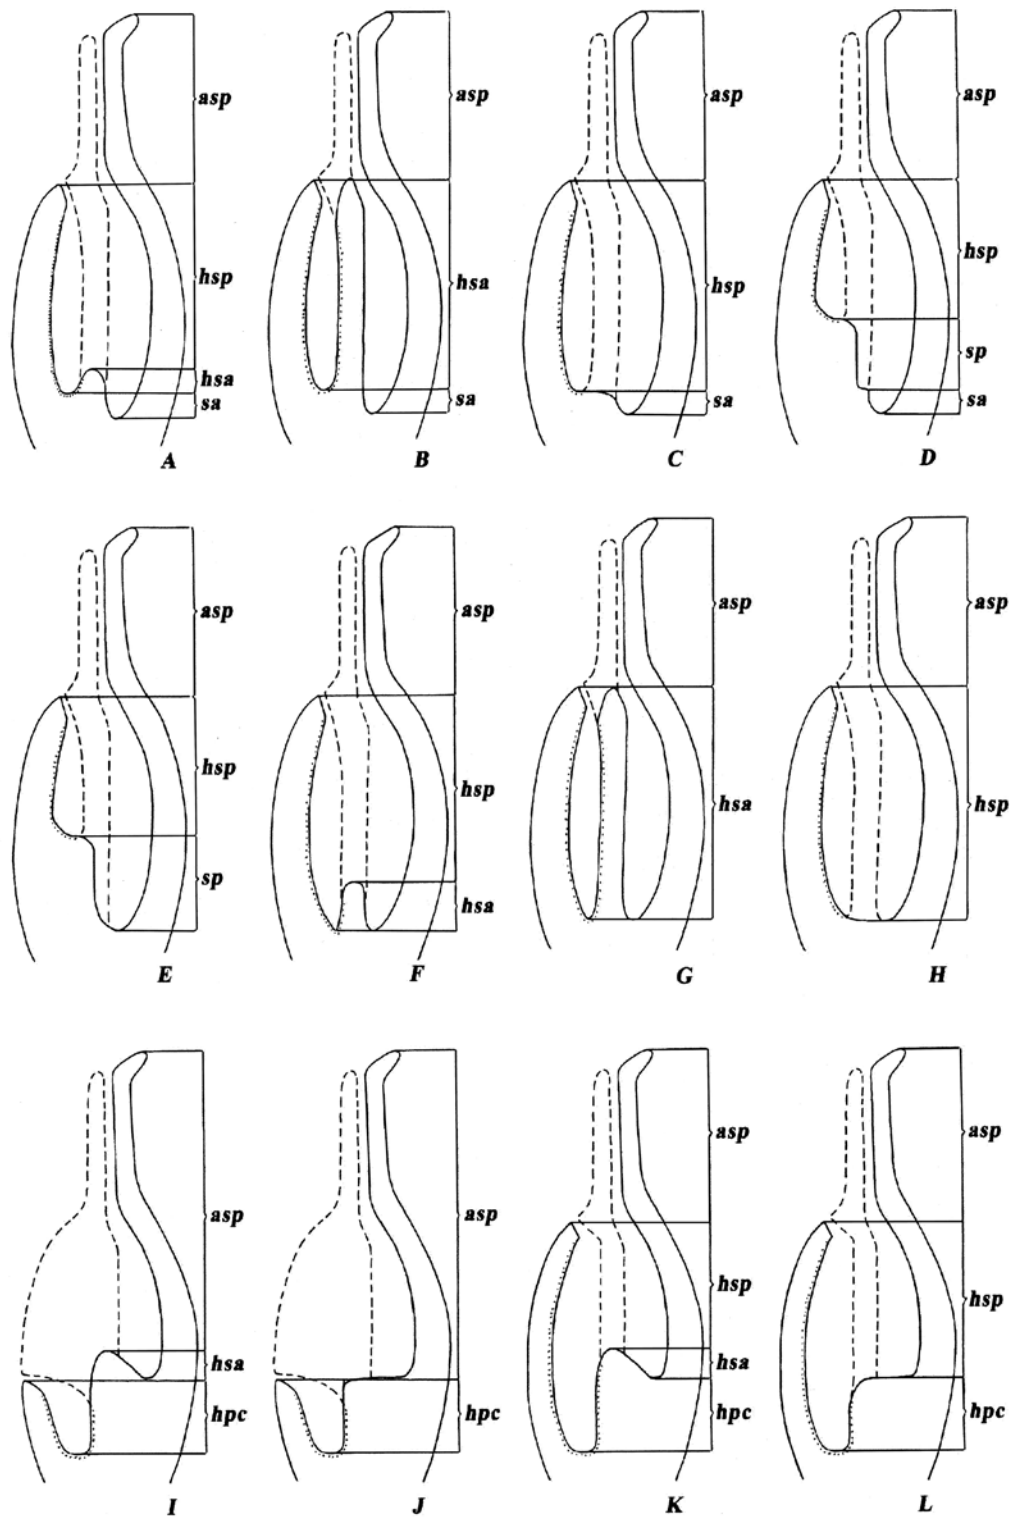 asp asp asp asp
hsp hsa hsp hsp
hsa sp
sa sa sa sa
A B C D
asp asp asp asp
hsp hsp hsa hsp
sp hsa
E F G H
asp asp asp asp
hsp hsp
hsa hsa
hpc hpc hpc hpc
I J K L